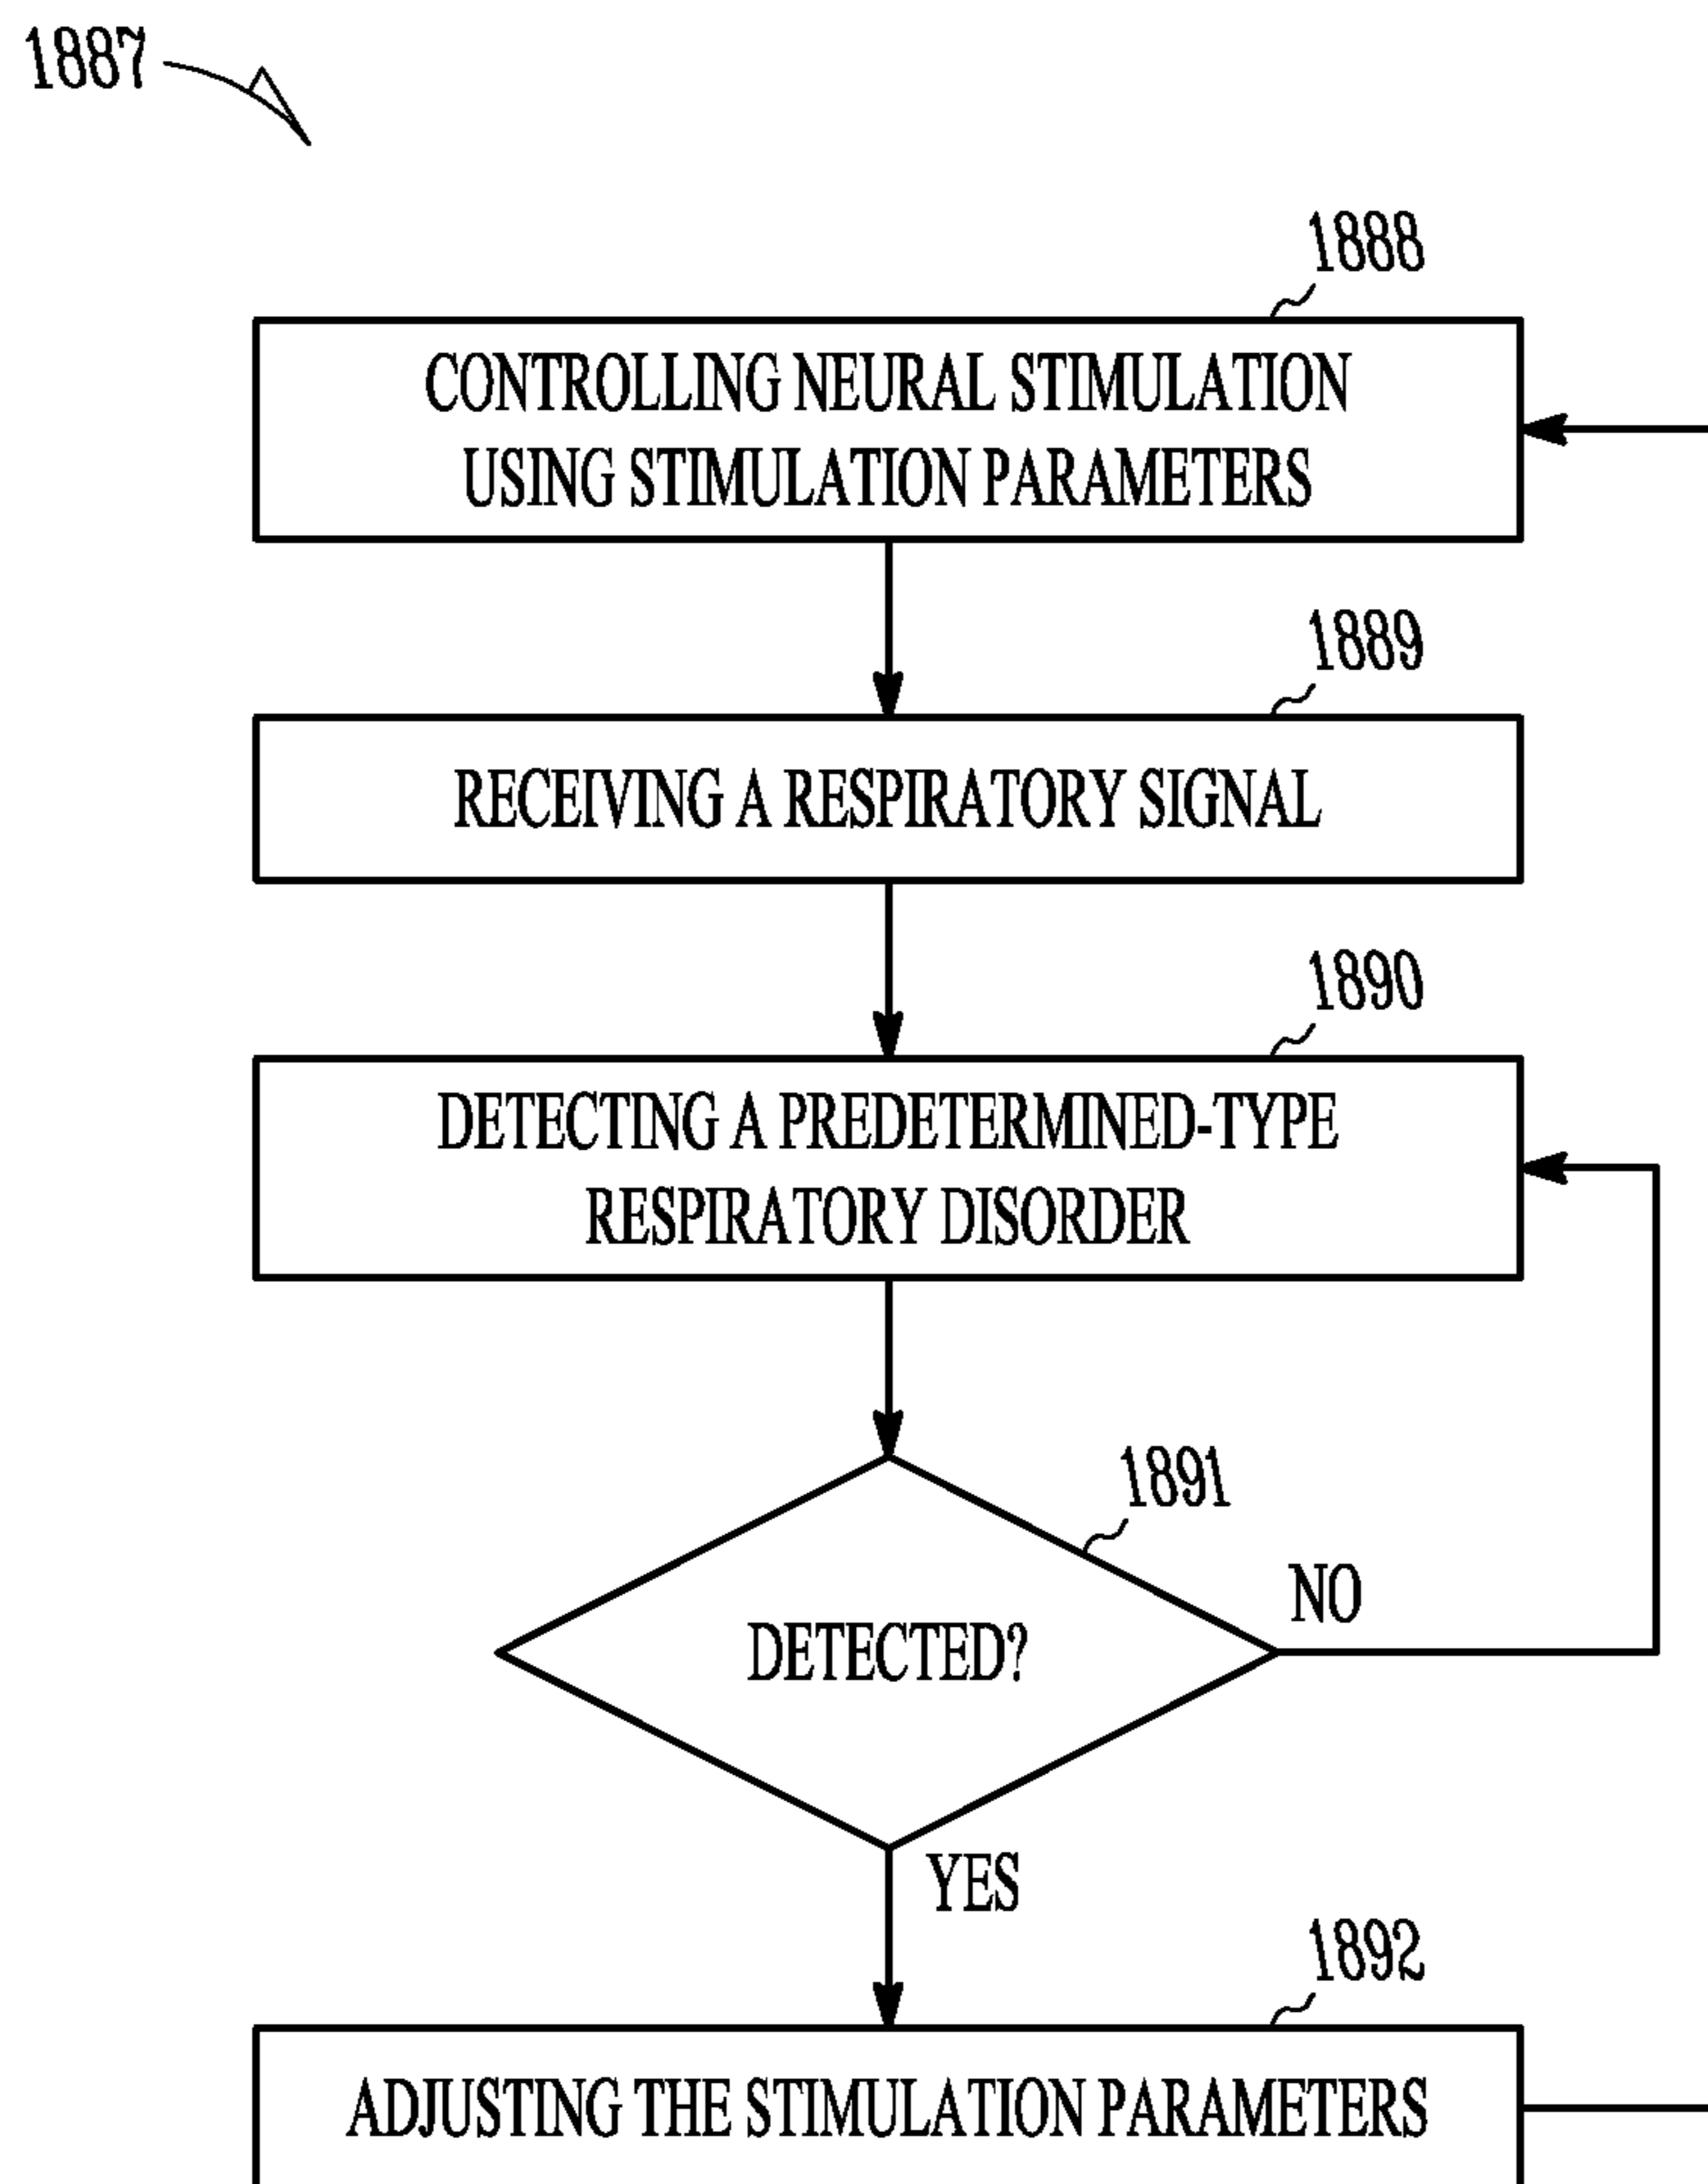 1887
1888
CONTROLLING NEURAL STIMULATION
USING STIMULATION PARAMETERS
1889
RECEIVING A RESPIRATORY SIGNAL
1890
DETECTING A PREDETERMINED-TYPE
RESPIRATORY DISORDER
1891
DETECTED?
NO
YES
1892
ADJUSTING THE STIMULATION PARAMETERS